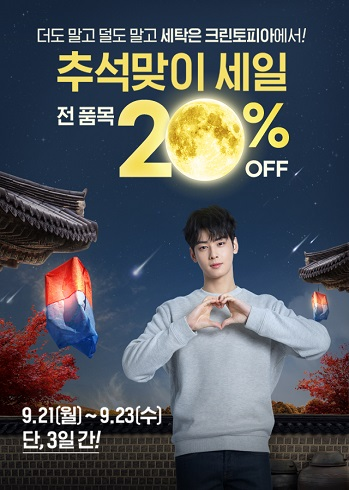 더도 말고 덜도 말고 세탁은 크린토피아에서!
추석맞이 세일
전 품목 20%
OFF
9.21(월)~9.23(수)
단, 3일간!